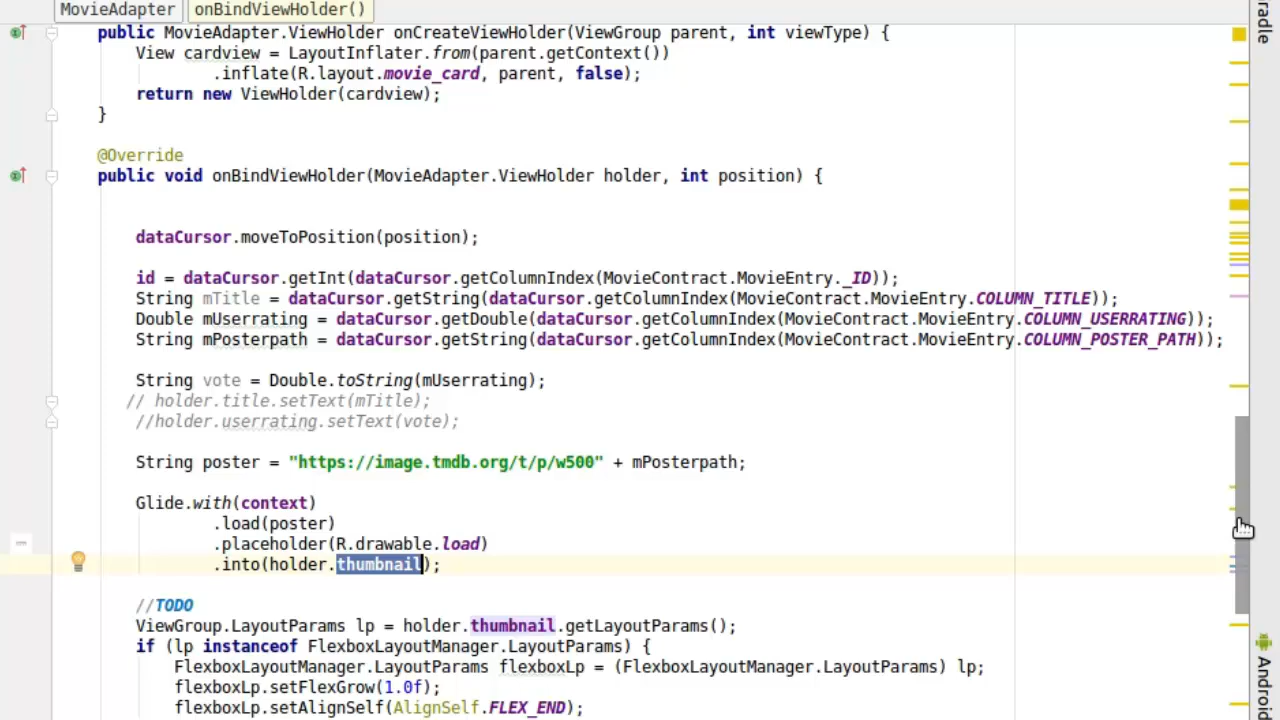 MovieAdapter onBindViewHolder()
public MovieAdapter.ViewHolder onCreateViewHolder(ViewGroup parent, int viewType) {
View cardview = LayoutInflater.from(parent.getContext())
.inflate(R.layout.movie_card, parent, false);
return new ViewHolder(cardview);
}
@Override
public void onBindViewHolder(MovieAdapter.ViewHolder holder, int position) {
dataCursor.moveToPosition(position);
id = dataCursor.getInt(dataCursor.getColumnIndex(MovieContract.MovieEntry._ID));
String mTitle = dataCursor.getString(dataCursor.getColumnIndex(MovieContract.MovieEntry.COLUMN_TITLE));
Double mUserrating = dataCursor.getDouble(dataCursor.getColumnIndex(MovieContract.MovieEntry.COLUMN_USERRATING));
String mPosterpath = dataCursor.getString(dataCursor.getColumnIndex(MovieContract.MovieEntry.COLUMN_POSTER_PATH));
String vote = Double.toString(mUserrating);
// holder.title.setText(mTitle);
//holder.userrating.setText(vote);
String poster = "https://image.tmdb.org/t/p/w500" + mPosterpath;
Glide.with(context)
.load(poster)
.placeholder(R.drawable.load)
.into(holder.thumbnail);
//TODO
ViewGroup.LayoutParams lp = holder.thumbnail.getLayoutParams();
if (lp instanceof FlexboxLayoutManager.LayoutParams) {
FlexboxLayoutManager.LayoutParams flexboxLp = (FlexboxLayoutManager.LayoutParams) lp;
flexboxLp.setFlexGrow(1.0f);
flexboxLp.setAlignSelf(AlignSelf.FLEX_END);